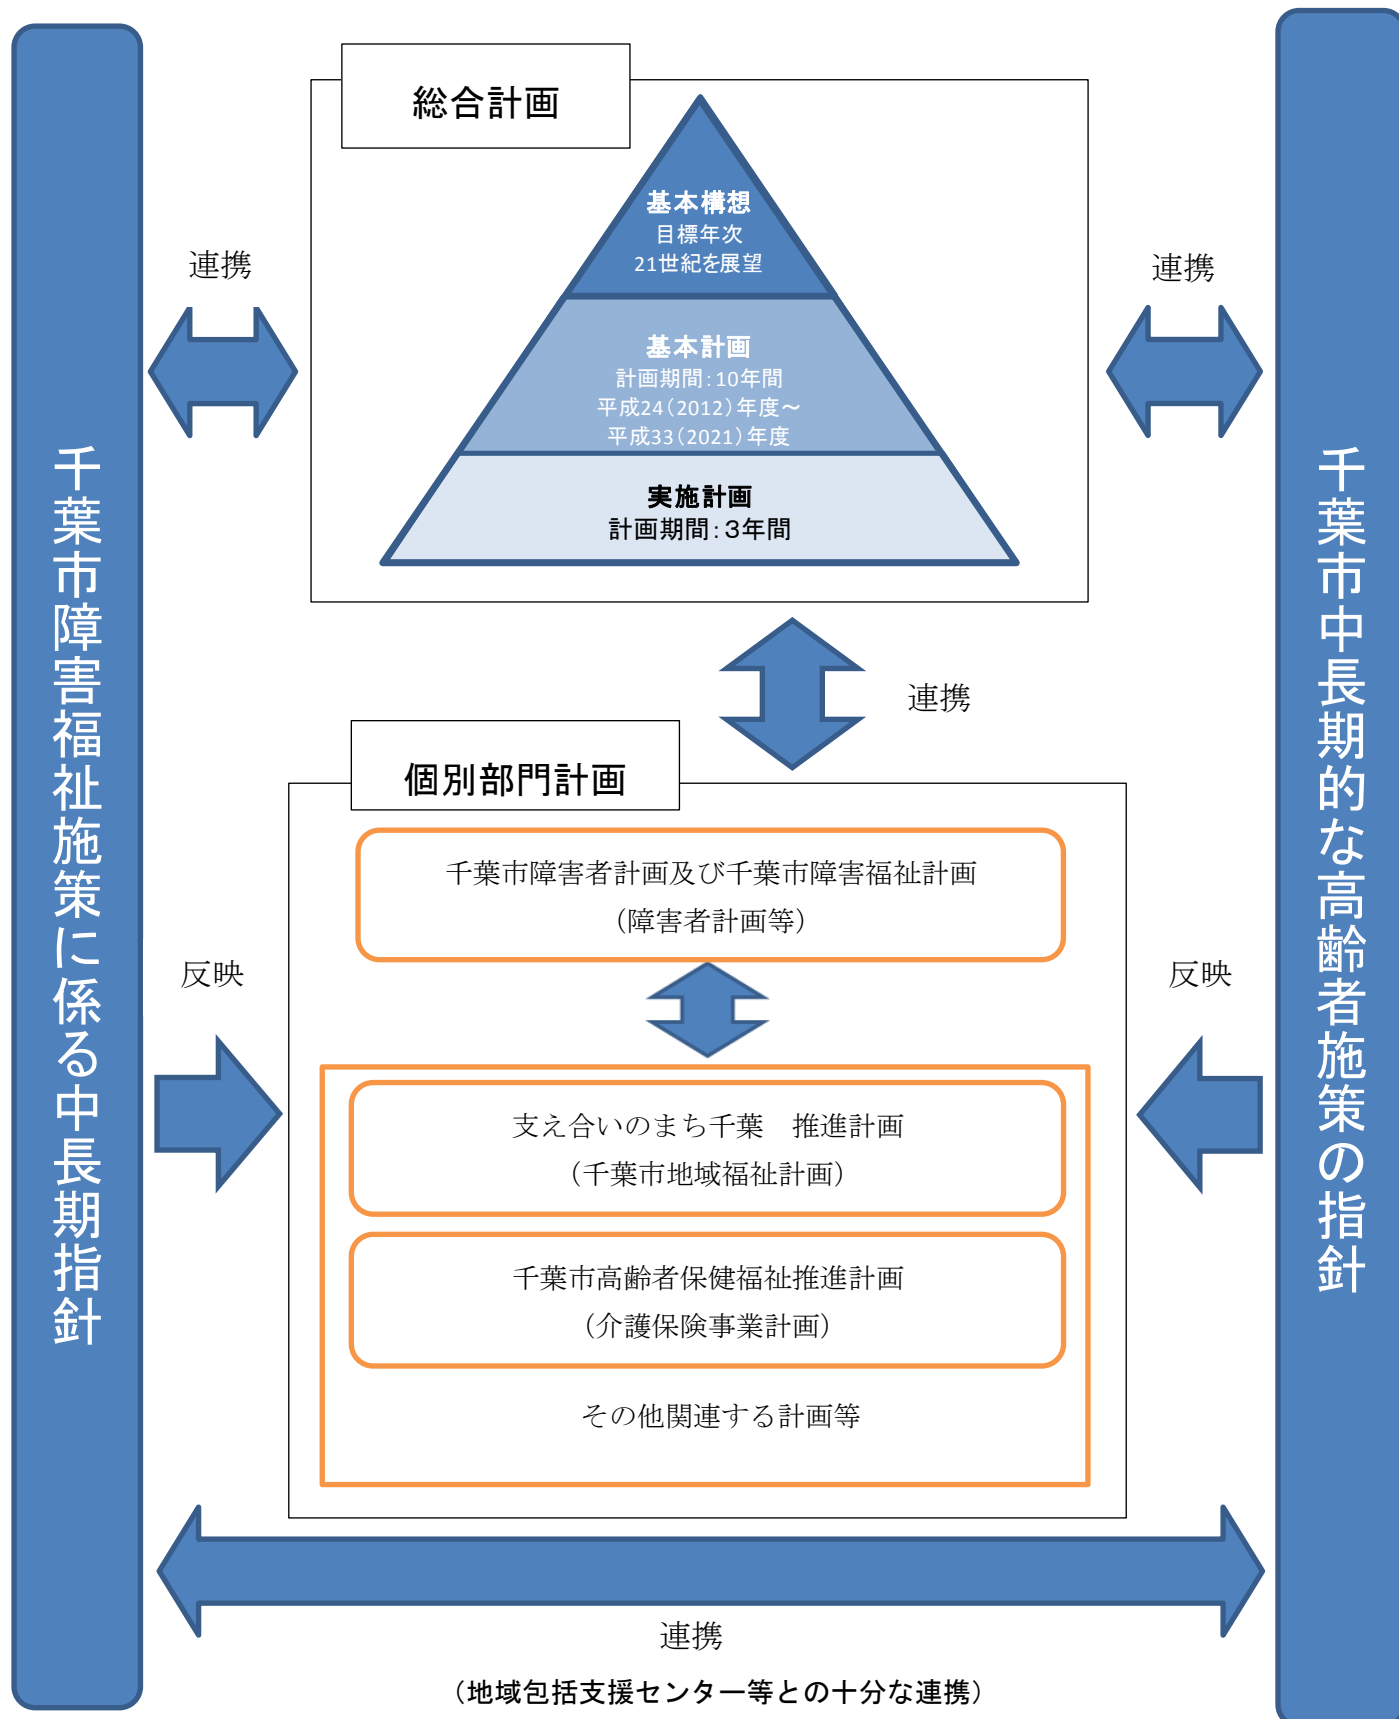 千葉市障害福祉施策に係る中長期指針
総合計画
基本構想
目標年次
21世紀を展望
基本計画
計画期間：10年間
平成24（2012）年度～
平成33（2021）年度
実施計画
計画期間：３年間
連携
連携
連携
個別部門計画
千葉市障害者計画及び千葉市障害福祉計画
（障害者計画等）
反映
反映
支え合いのまち千葉　推進計画
（千葉市地域福祉計画）
千葉市高齢者保健福祉推進計画
（介護保険事業計画）
その他関連する計画等
連携
（地域包括支援センター等との十分な連携）
千葉市中長期的な高齢者施策の指針